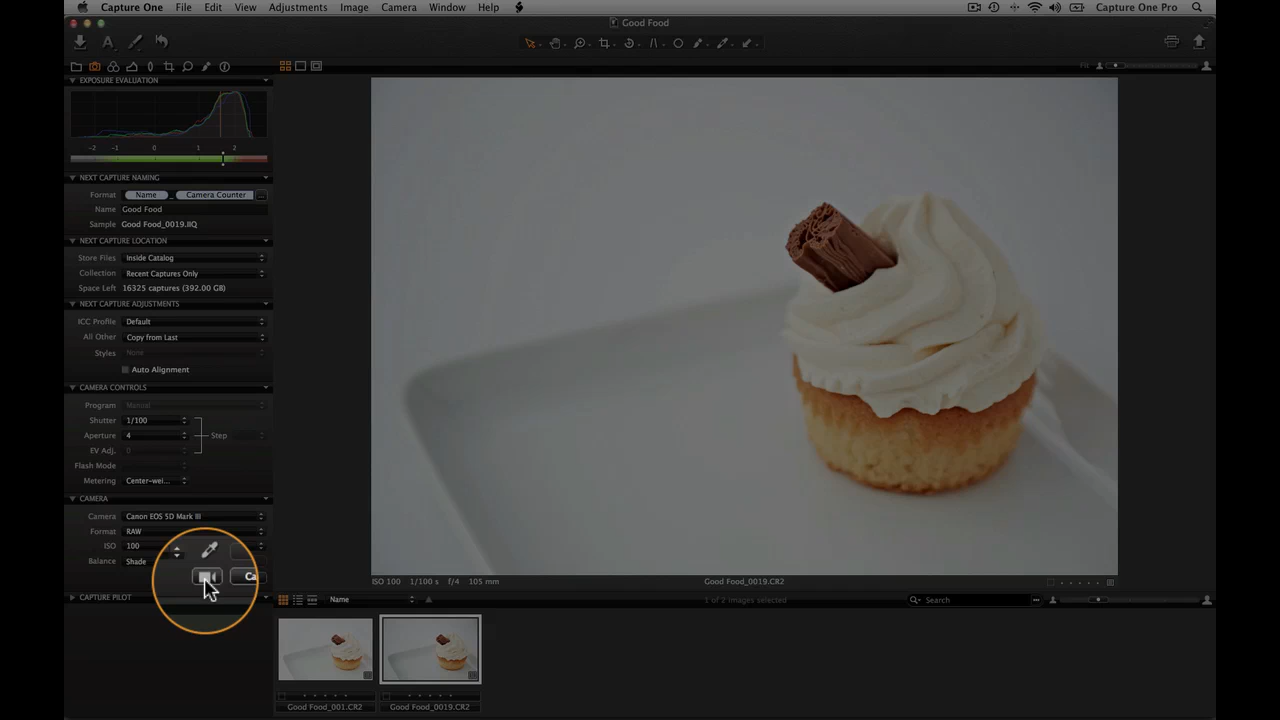 Capture One File Edit View Adjustments Image Camera Window Help Capture One Pro
Good Food
Fit
EXPOSURE EVALUATION
-2 -1 0 1 2
NEXT CAPTURE NAMING
Format Name _ Camera Counter ...
Name Good Food
Sample Good Food_0019.IIQ
NEXT CAPTURE LOCATION
Store Files Inside Catalog
Collection Recent Captures Only
Space Left 16325 captures (392.00 GB)
NEXT CAPTURE ADJUSTMENTS
ICC Profile Default
All Other Copy from Last
Styles None
Auto Alignment
CAMERA CONTROLS
Program Manual
Shutter 1/100
Aperture 4 Step
EV Adj. 0
Flash Mode
Metering Center-wei...
CAMERA
Camera Canon EOS 5D Mark III
Format RAW
ISO 100
Balance Shade
Ca
CAPTURE PILOT
ISO 100 1/100 s f/4 105 mm Good Food_0019.CR2
Name 1 of 2 images selected Search
Good Food_001.CR2 Good Food_0019.CR2